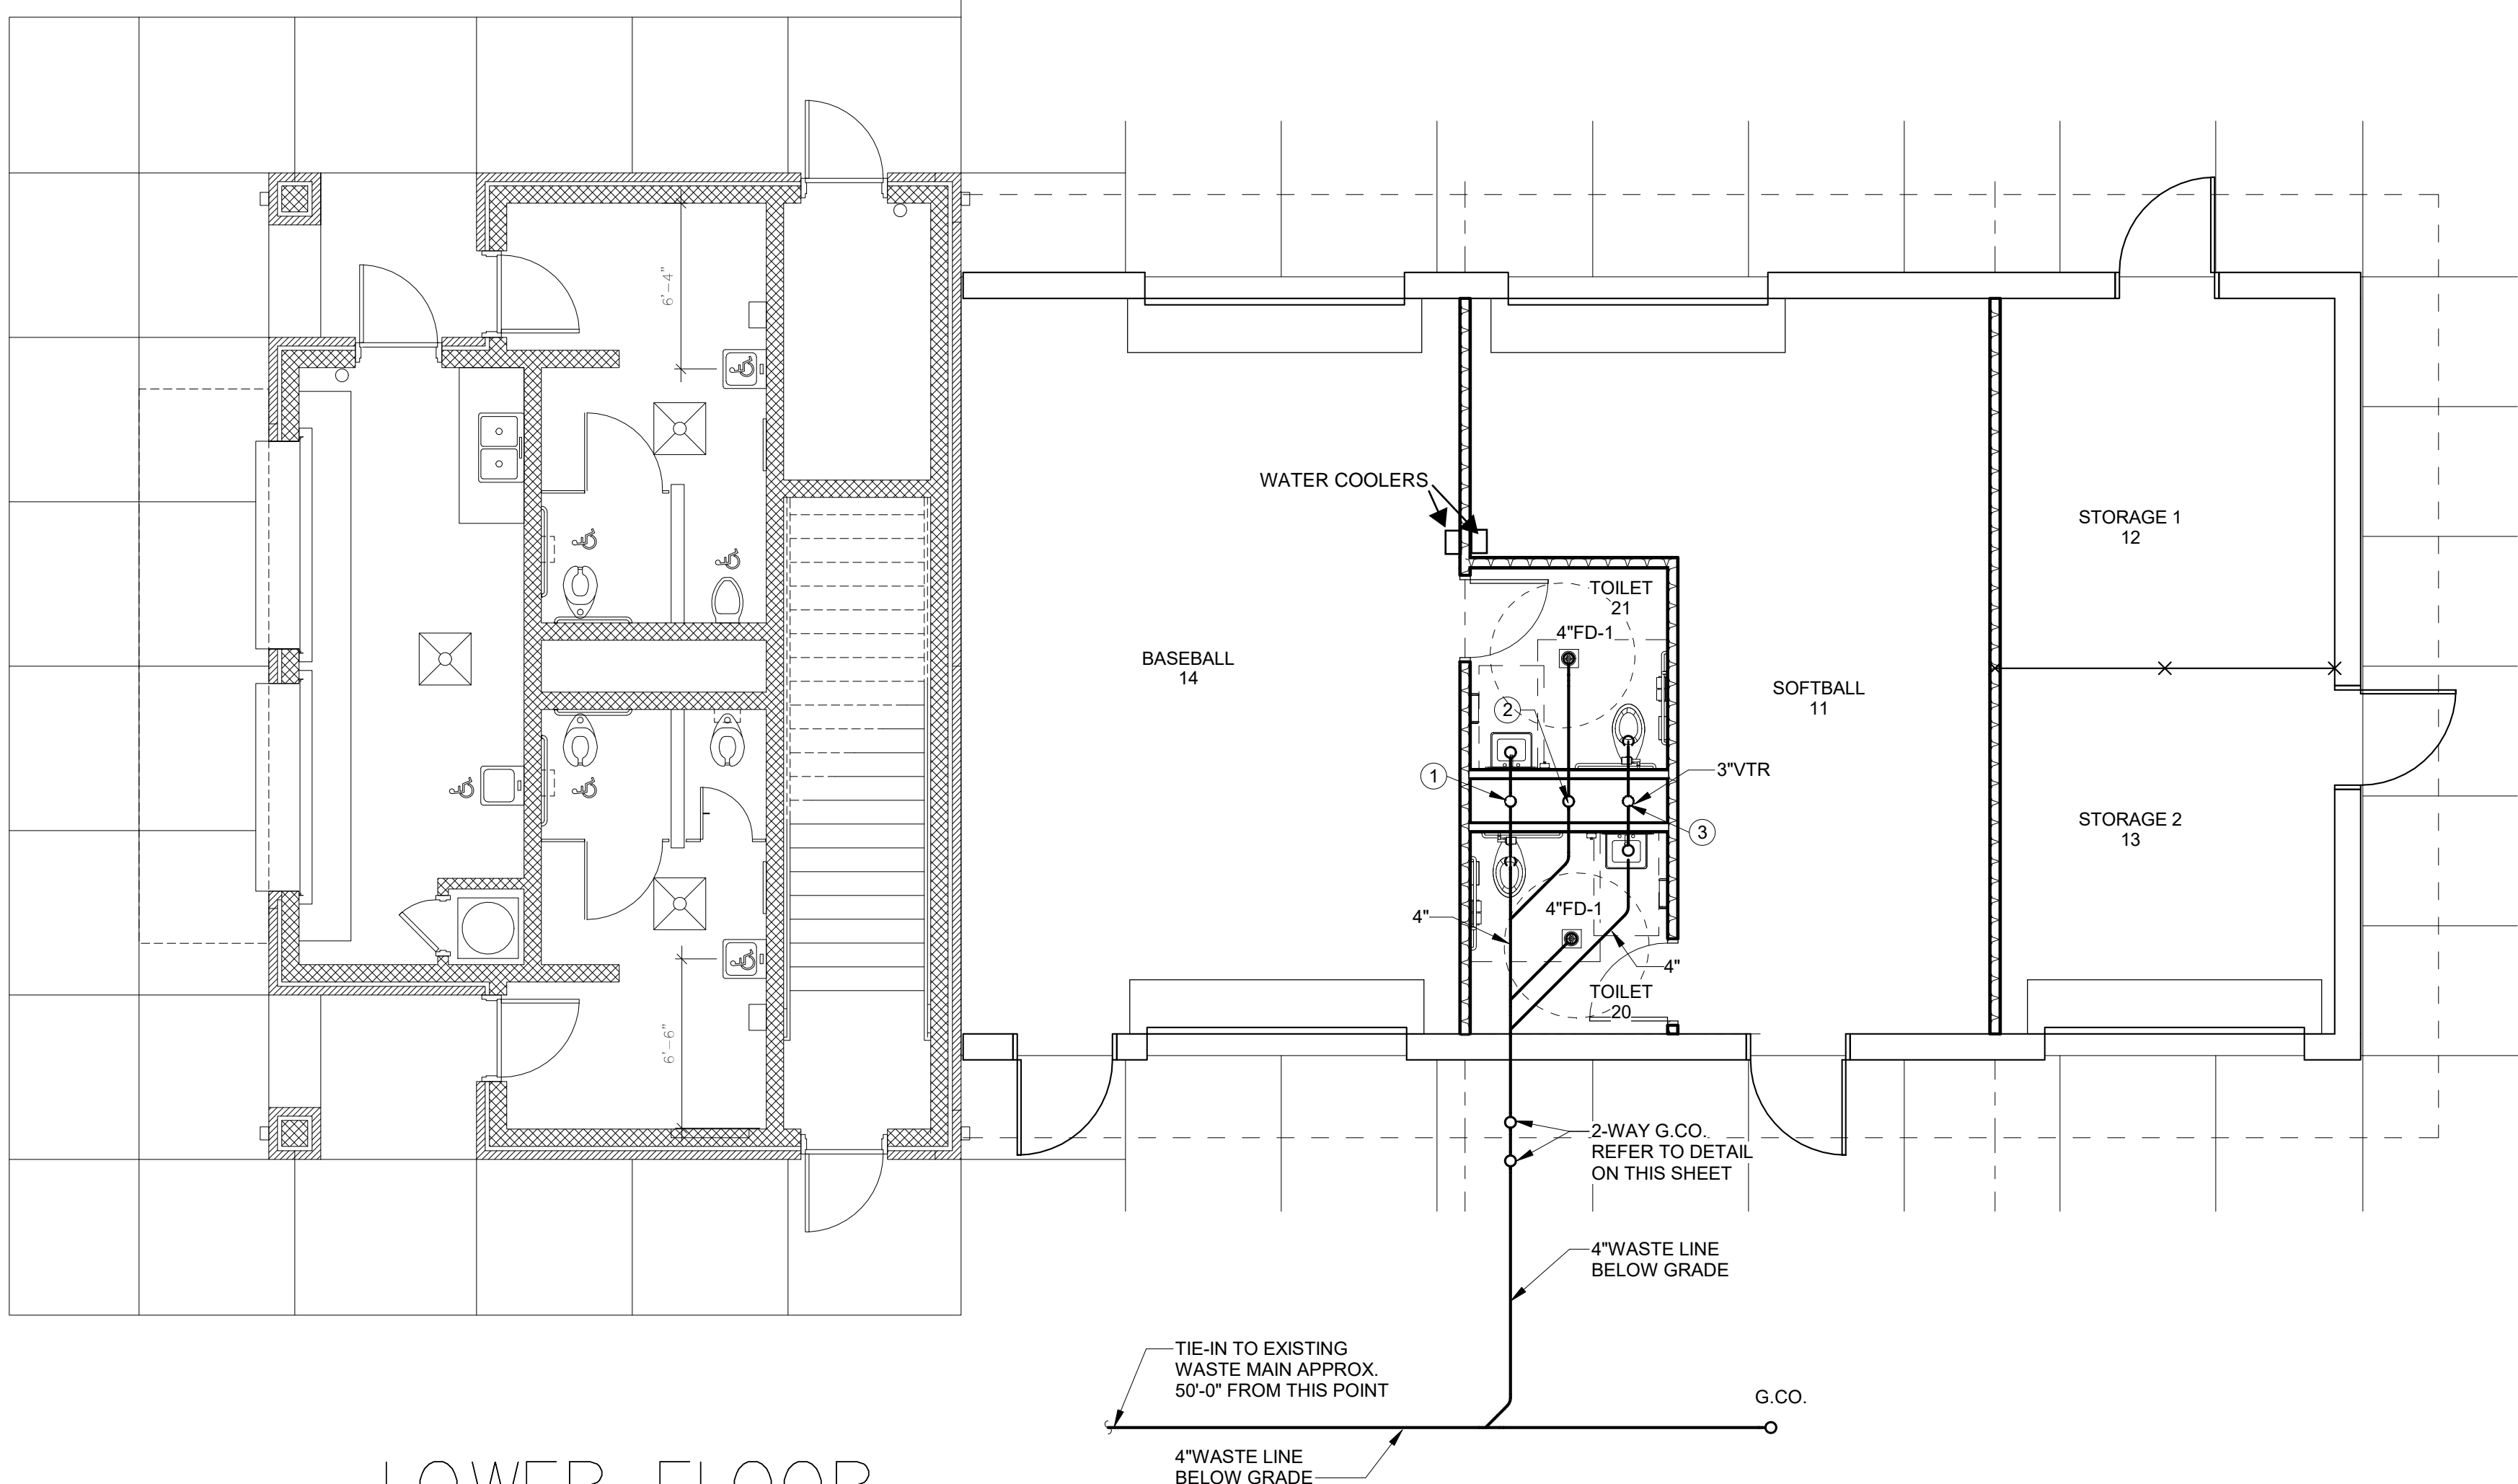 6'-4"
WATER COOLERS
STORAGE 1
12
TOILET
21
4"FD-1
BASEBALL
14
SOFTBALL
11
2
1
3"VTR
3
STORAGE 2
13
4"
4"FD-1
4"
TOILET
20
6'-6"
2-WAY G.CO.
REFER TO DETAIL
ON THIS SHEET
4"WASTE LINE
BELOW GRADE
TIE-IN TO EXISTING
WASTE MAIN APPROX.
50'-0" FROM THIS POINT
G.CO.
4"WASTE LINE
BELOW GRADE
LOWER FLOOR